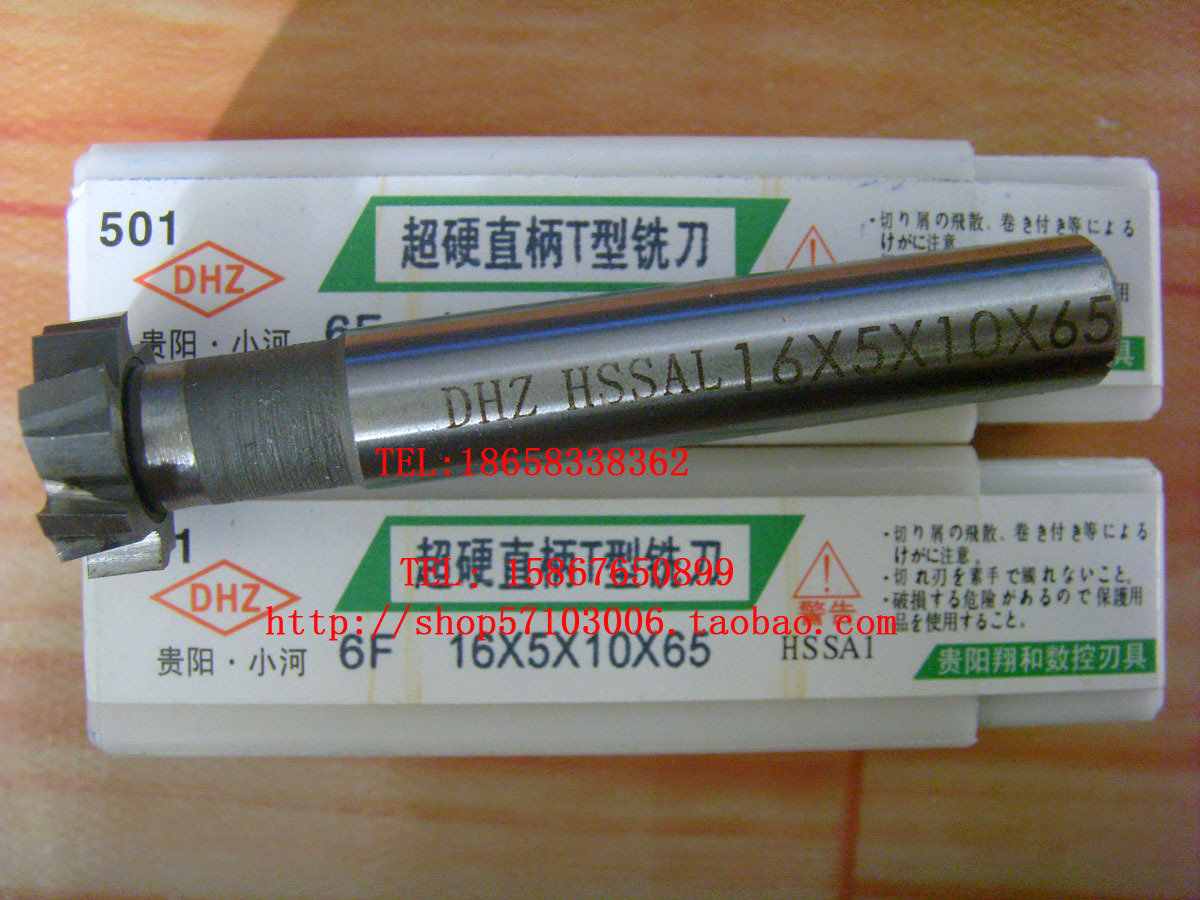 501
DHZ
超硬直柄T型铣刀
・切り屑の飛散、巻き付き等による
けがに注意
用
贵阳・小河
6F
具
DHZ HSSAL 16X5X10X65
TEL:18658338362
1
DHZ
超硬直柄T型铣刀
TEL: 15867650899
・切り屑の飛散、巻き付き等による
けがに注意。
・切れ刃を素手で触れないこと。
・破損する危険があるので保護用
品を使用すること。
警告
http://shop57103006.taobao.com
贵阳・小河
6F 16X5X10X65
HSSA1
贵阳翔和数控刃具